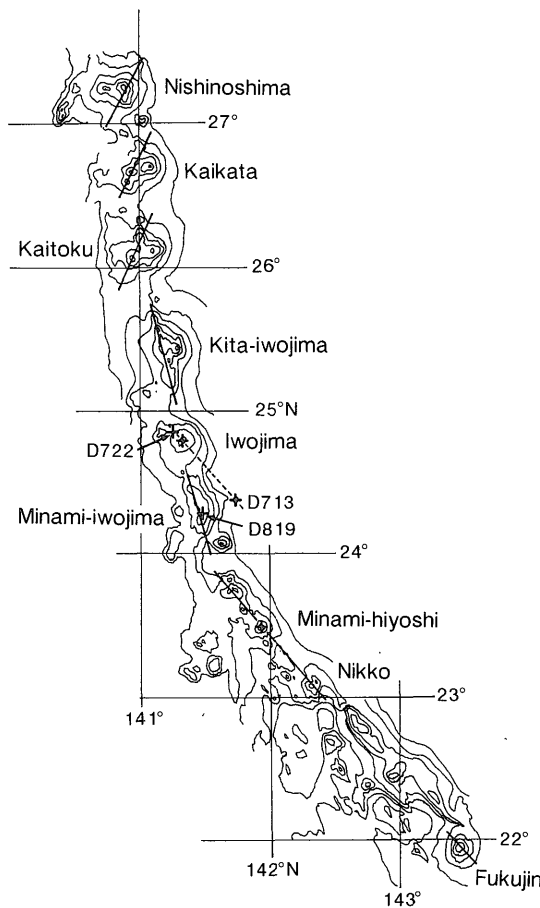 Nishinoshima
27°
Kaikata
Kaitoku
26°
Kita-iwojima
25°N
Iwojima
D722
D713
Minami-iwojima
D819
24°
Minami-hiyoshi
Nikko
23°
141°
22°
142°N
Fukujin
143°